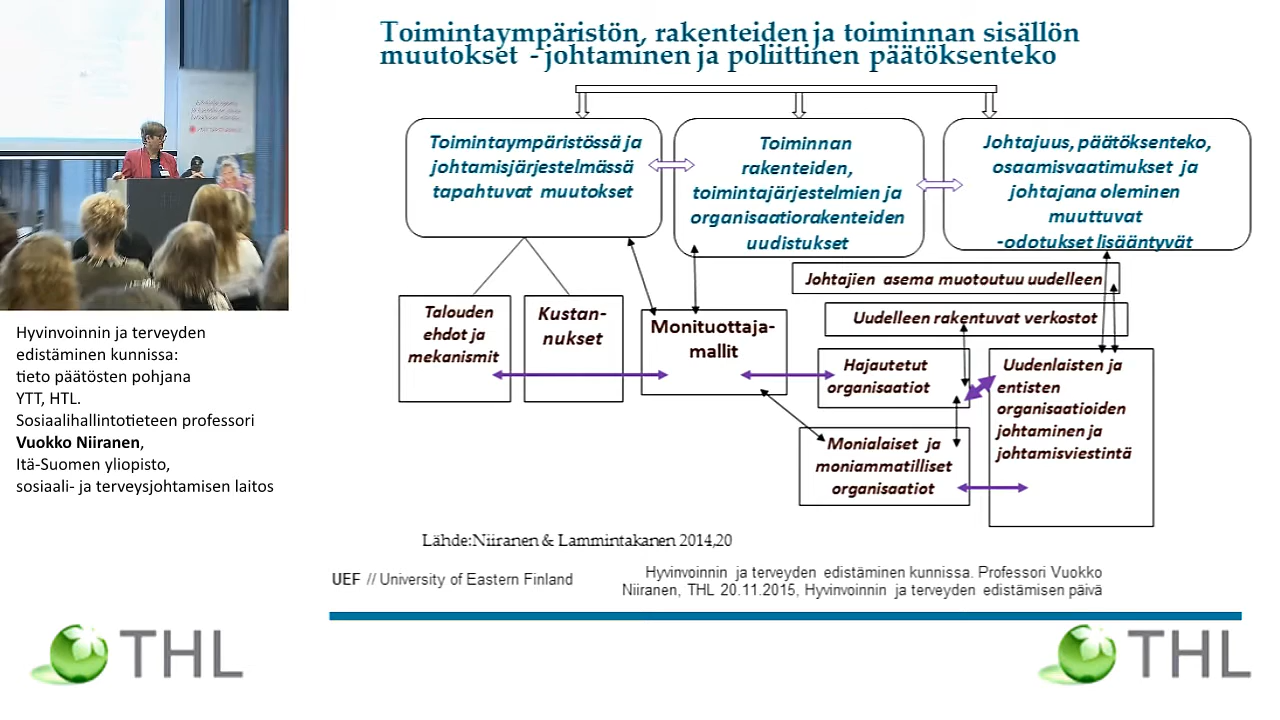 Toimintaympäristön, rakenteiden ja toiminnan sisällön
muutokset - johtaminen ja poliittinen päätöksenteko
Toimintaympäristössä ja
johtamisjärjestelmässä
tapahtuvat muutokset
Toiminnan
rakenteiden,
toimintajärjestelmien ja
organisaatiorakenteiden
uudistukset
Johtajuus, päätöksenteko,
osaamisvaatimukset ja
johtajana oleminen
muuttuvat
-odotukset lisääntyvät
Johtajien asema muotoutuu uudelleen
Uudelleen rakentuvat verkostot
Talouden
ehdot ja
mekanismit
Kustan-
nukset
Monituottaja-
mallit
Hajautetut
organisaatiot
Uudenlaisten ja
entisten
organisaatioiden
johtaminen ja
johtamisviestintä
Monialaiset ja
moniammatilliset
organisaatiot
Lähde:Niiranen & Lammintakanen 2014,20
UEF // University of Eastern Finland
Hyvinvoinnin ja terveyden edistäminen kunnissa. Professori Vuokko
Niiranen, THL 20.11.2015, Hyvinvoinnin ja terveyden edistämisen päivä
Hyvinvoinnin ja terveyden
edistäminen kunnissa:
tieto päätösten pohjana
YTT, HTL.
Sosiaalihallintotieteen professori
Vuokko Niiranen,
Itä-Suomen yliopisto,
sosiaali- ja terveysjohtamisen laitos
THL
THL